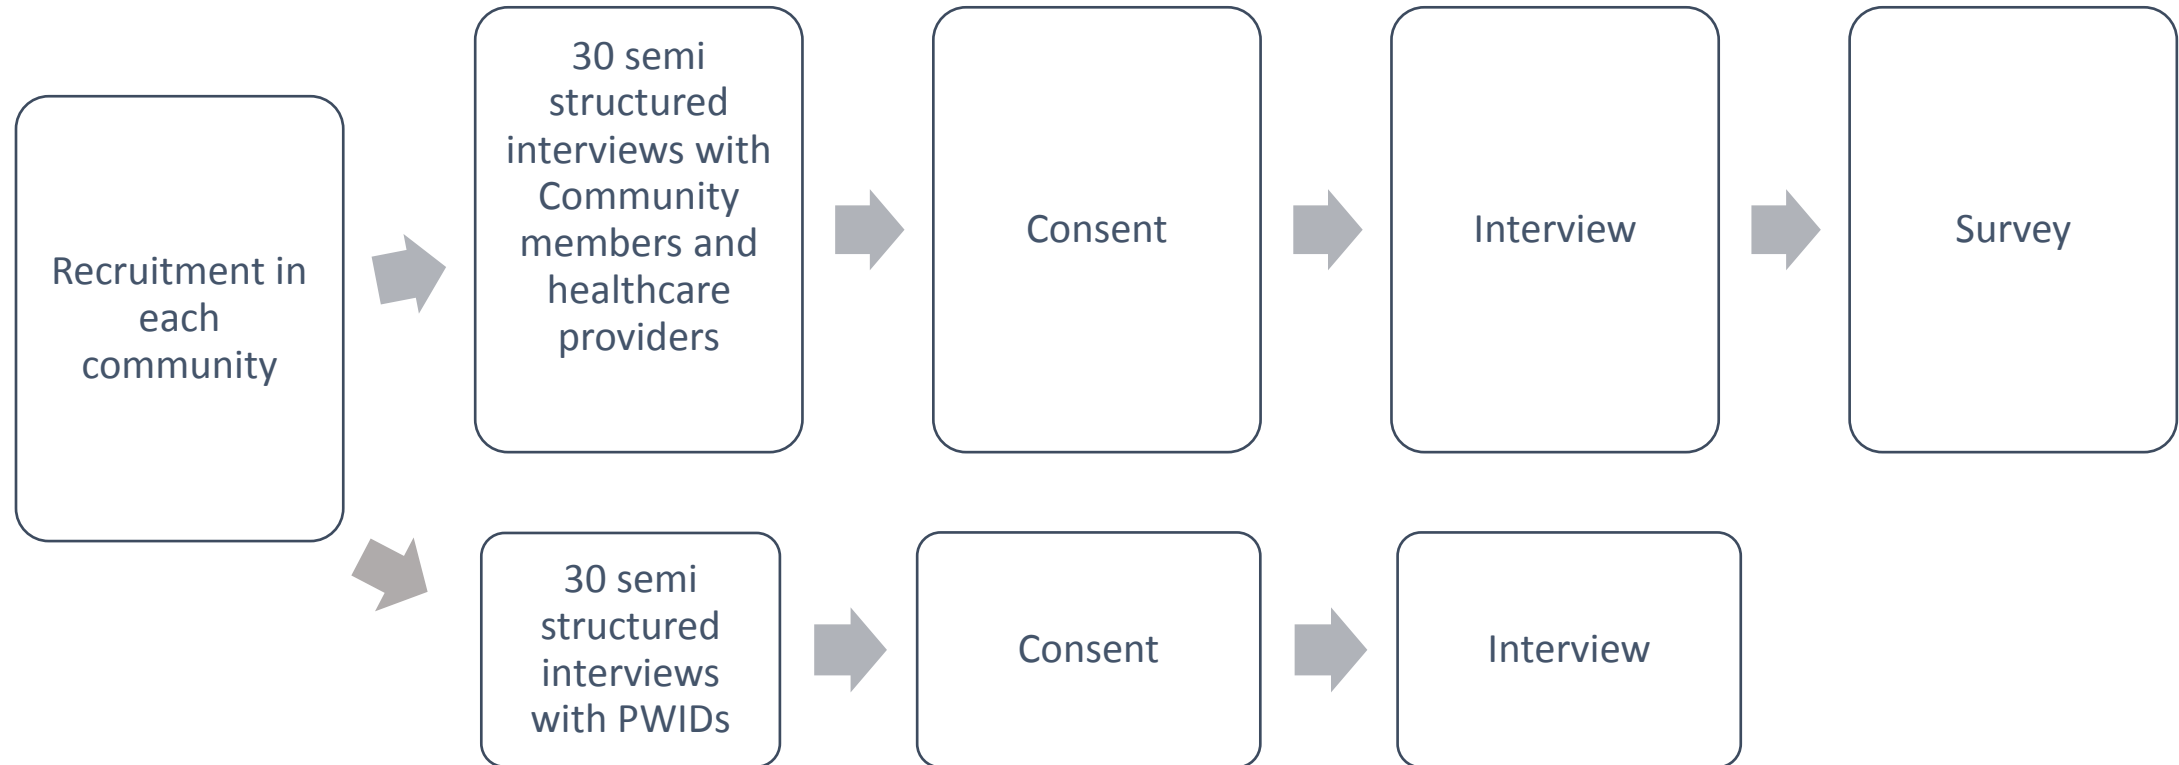 Recruitment in
each
community
30 semi
structured
interviews with
Community
members and
healthcare
providers
Consent
Interview
Survey
30 semi
structured
interviews
with PWIDs
Consent
Interview